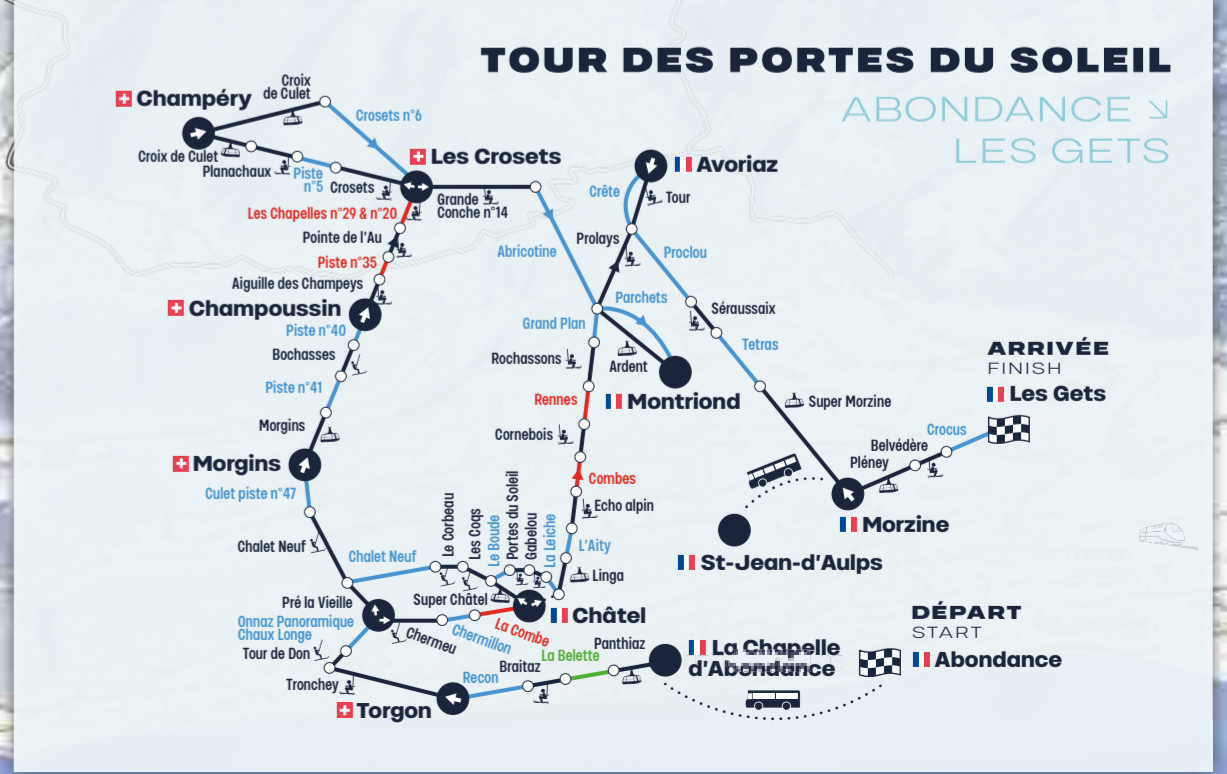 TOUR DES PORTES DU SOLEIL
ABONDANCE
LES GETS
Croix
de Culet
Champéry
Crosets n°6
Croix de Culet
Planachaux
Piste
n°5
Crosets
Les Crosets
Grande
Conche n°14
Les Chapelles n°29 & n°20
Pointe de l'Au
Piste n°35
Aiguille des Champeys
Champoussin
Piste n°40
Bochasses
Piste n°41
Morgins
Morgins
Culet piste n°47
Chalet Neuf
Chalet Neuf
Le Corbeau
Les Coqs
Le Boude
Portes du Soleil
Gabelou
La Leiche
Pré la Vieille
Onnaz Panoramique
Chaux Longe
Tour de Don
Tronchey
Chermeu
Chermillon
La Combe
Super Châtel
Châtel
Linga
L'Aity
Echo alpin
Combes
Cornebois
Rennes
Rochassons
Grand Plan
Abricotine
Parchets
Ardent
Montriond
Prolays
Crête
Tour
Avoriaz
Proclou
Séraussaix
Tetras
Super Morzine
ARRIVÉE
FINISH
Les Gets
Crocus
Belvédère
Pléney
Morzine
St-Jean-d'Aulps
DÉPART
START
Abondance
La Chapelle
d'Abondance
Panthiaz
La Belette
Braitaz
Recon
Torgon